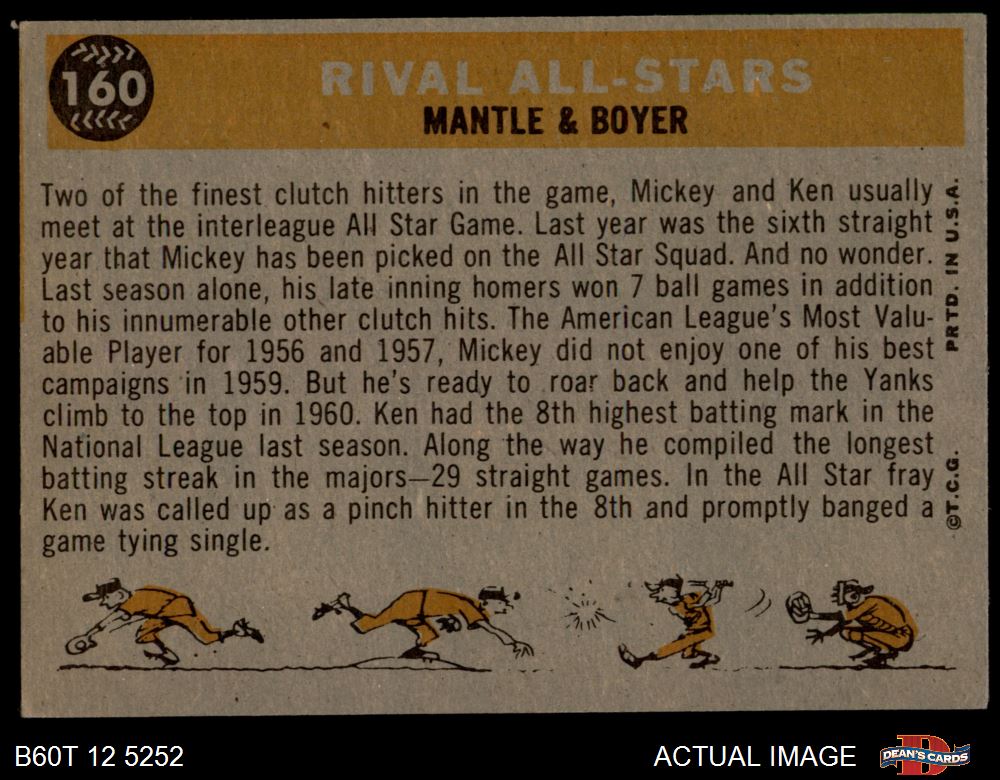 160
RIVAL ALL-STARS
MANTLE & BOYER
Two of the finest clutch hitters in the game, Mickey and Ken usually
meet at the interleague All Star Game. Last year was the sixth straight
year that Mickey has been picked on the All Star Squad. And no wonder.
Last season alone, his late inning homers won 7 ball games in addition
to his innumerable other clutch hits. The American League's Most Valu-
able Player for 1956 and 1957, Mickey did not enjoy one of his best
campaigns in 1959. But he's ready to roar back and help the Yanks
climb to the top in 1960. Ken had the 8th highest batting mark in the
National League last season. Along the way he compiled the longest
batting streak in the majors—29 straight games. In the All Star fray
Ken was called up as a pinch hitter in the 8th and promptly banged a
game tying single.
©T.C.G. PRTD. IN U.S.A.
B60T 12 5252
ACTUAL IMAGE
D
DEAN'S CARDS